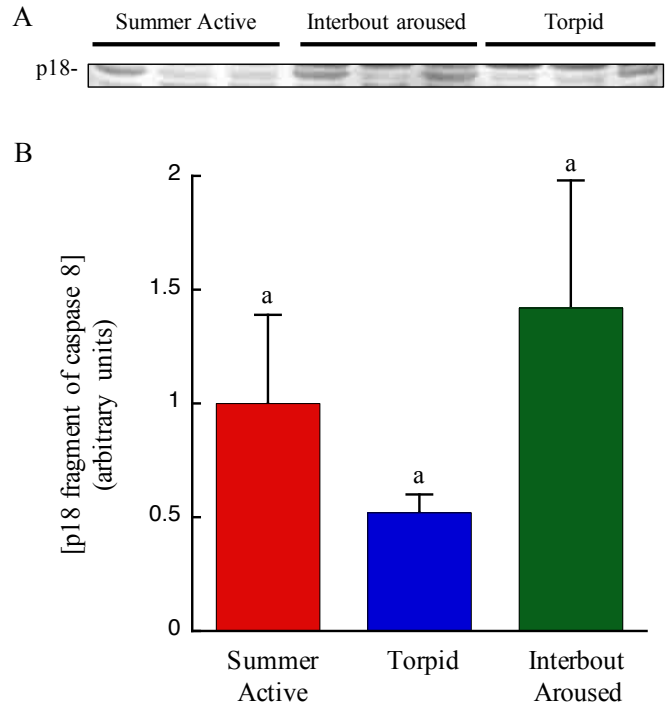 A
Summer Active Interbout aroused Torpid
p18-
B
[p18 fragment of caspase 8]
(arbitrary units)
2
1.5
1
0.5
0
a
a
a
Summer
Active
Torpid
Interbout
Aroused